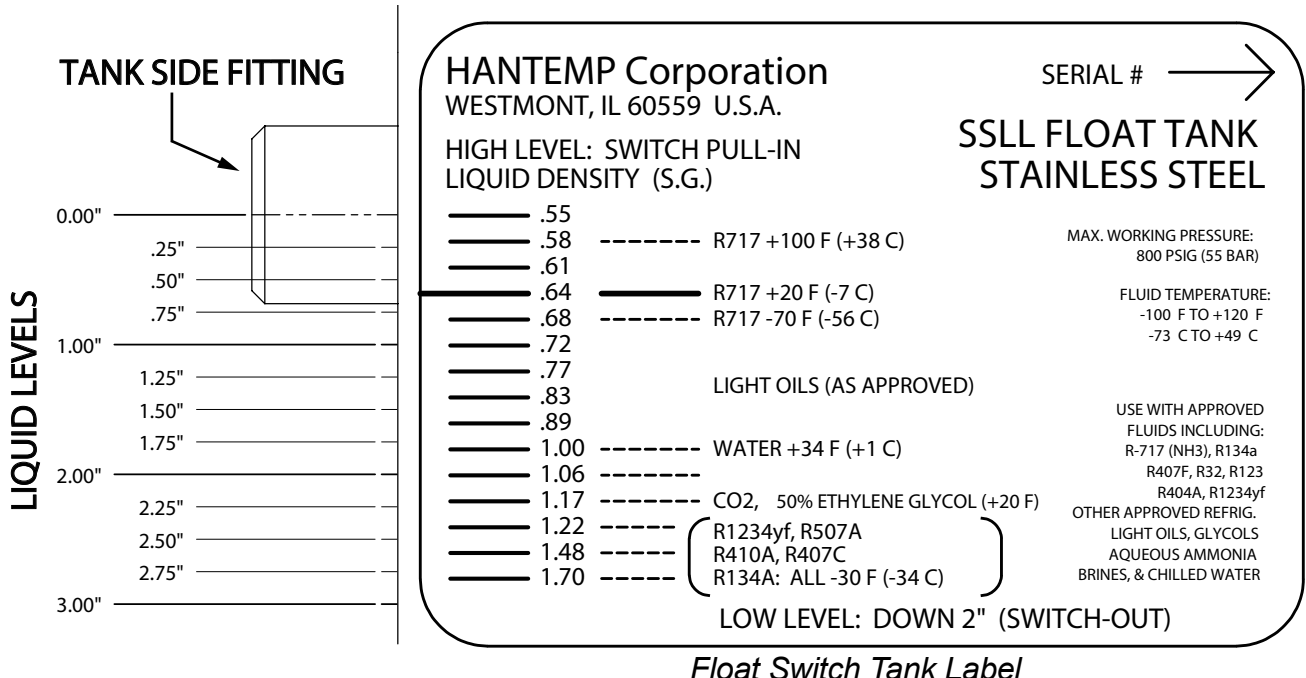 TANK SIDE FITTING
LIQUID LEVELS
0.00"
.25"
.50"
.75"
1.00"
1.25"
1.50"
1.75"
2.00"
2.25"
2.50"
2.75"
3.00"
HANTEMP Corporation
WESTMONT, IL 60559 U.S.A.
HIGH LEVEL: SWITCH PULL-IN
LIQUID DENSITY (S.G.)
.55
.58 R717 +100 F (+38 C)
.61
.64 R717 +20 F (-7 C)
.68 R717 -70 F (-56 C)
.72
.77
LIGHT OILS (AS APPROVED)
.83
.89
1.00 WATER +34 F (+1 C)
1.06
1.17 CO2, 50% ETHYLENE GLYCOL (+20 F)
1.22 R1234yf, R507A
1.48 R410A, R407C
1.70 R134A: ALL -30 F (-34 C)
LOW LEVEL: DOWN 2" (SWITCH-OUT)
SERIAL #
SSLL FLOAT TANK
STAINLESS STEEL
MAX. WORKING PRESSURE:
800 PSIG (55 BAR)
FLUID TEMPERATURE:
-100 F TO +120 F
-73 C TO +49 C
USE WITH APPROVED
FLUIDS INCLUDING:
R-717 (NH3), R134a
R407F, R32, R123
R404A, R1234yf
OTHER APPROVED REFRIG.
LIGHT OILS, GLYCOLS
AQUEOUS AMMONIA
BRINES, & CHILLED WATER
Float Switch Tank Label